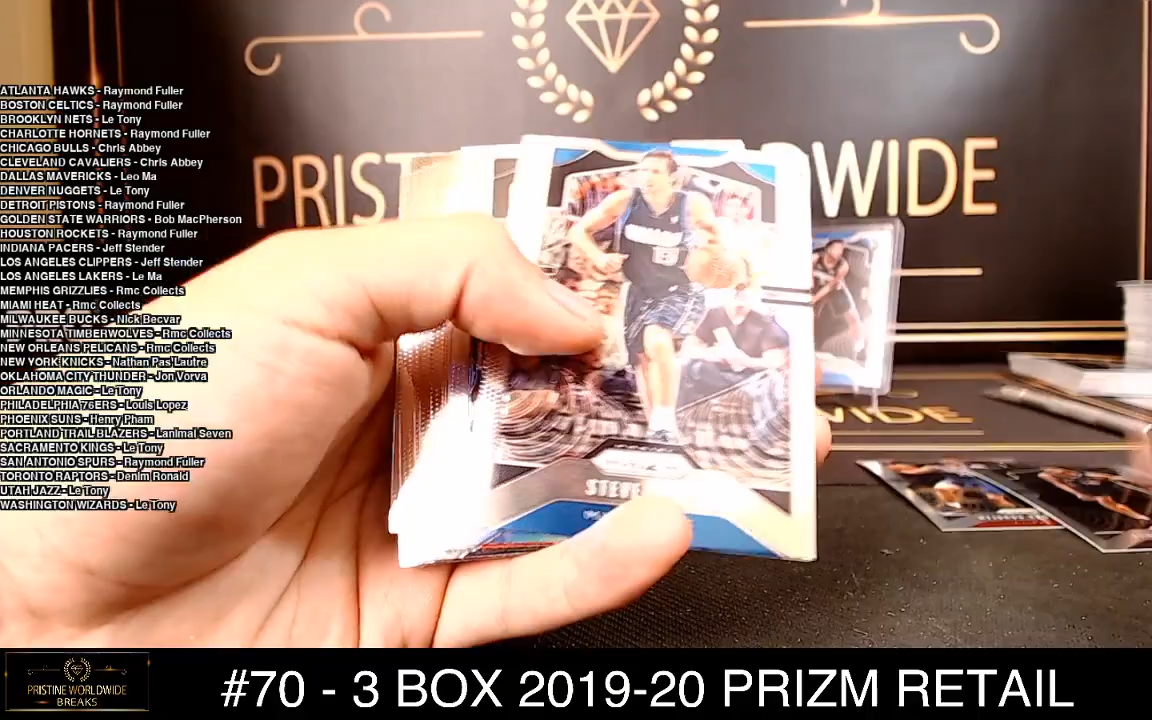 ATLANTA HAWKS - Raymond Fuller
BOSTON CELTICS - Raymond Fuller
BROOKLYN NETS - Le Tony
CHARLOTTE HORNETS - Raymond Fuller
CHICAGO BULLS - Chris Abbey
CLEVELAND CAVALIERS - Chris Abbey
DALLAS MAVERICKS - Leo Ma
DENVER NUGGETS - Le Tony
DETROIT PISTONS - Raymond Fuller
GOLDEN STATE WARRIORS - Bob MacPherson
HOUSTON ROCKETS - Raymond Fuller
INDIANA PACERS - Jeff Stender
LOS ANGELES CLIPPERS - Jeff Stender
LOS ANGELES LAKERS - Le Ma
MEMPHIS GRIZZLIES - Rmc Collects
MIAMI HEAT - Rmc Collects
MILWAUKEE BUCKS - Nick Becvar
MINNESOTA TIMBERWOLVES - Rmc Collects
NEW ORLEANS PELICANS - Rmc Collects
NEW YORK KNICKS - Nathan Pas'Lautre
OKLAHOMA CITY THUNDER - Jon Vorva
ORLANDO MAGIC - Le Tony
PHILADELPHIA 76ERS - Louis Lopez
PHOENIX SUNS - Henry Pham
PORTLAND TRAIL BLAZERS - Lanimal Seven
SACRAMENTO KINGS - Le Tony
SAN ANTONIO SPURS - Raymond Fuller
TORONTO RAPTORS - Denim Ronald
UTAH JAZZ - Le Tony
WASHINGTON WIZARDS - Le Tony
PRIST WIDE
WIDE
STEVE
PRISTINE WORLDWIDE
BREAKS
#70 - 3 BOX 2019-20 PRIZM RETAIL